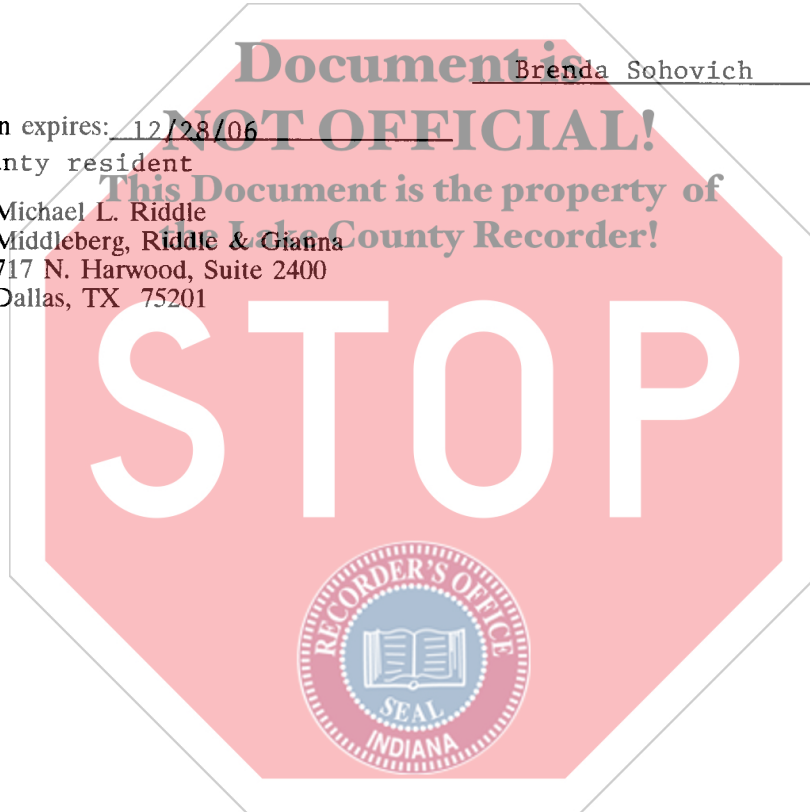 Document is
Brenda Sohovich
n expires: 12/28/06
NOT OFFICIAL!
nty resident
This Document is the property of
Michael L. Riddle
the Lake County Recorder!
Middleberg, Riddle & Gianna
717 N. Harwood, Suite 2400
Dallas, TX 75201
STOP
RECORDER'S OFFICE
SEAL
INDIANA